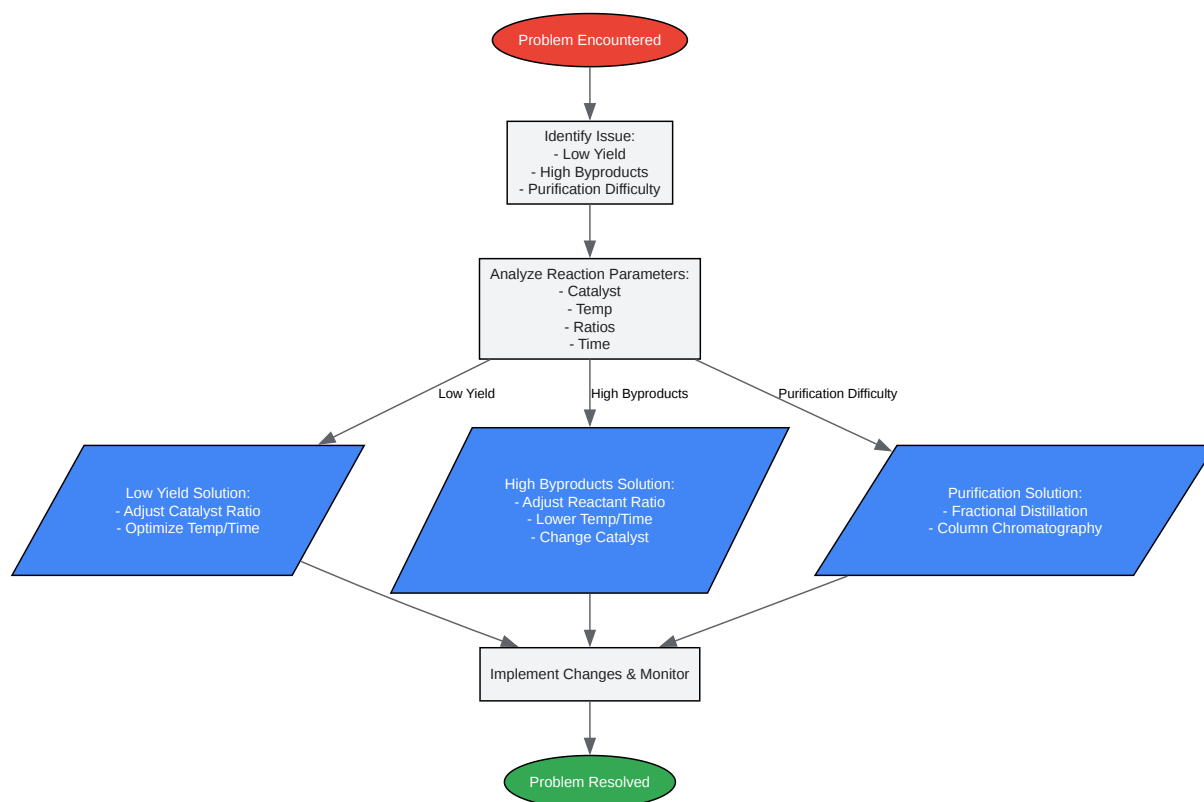 Problem Encountered
Identify Issue:
- Low Yield
- High Byproducts
- Purification Difficulty
Analyze Reaction Parameters:
- Catalyst
- Temp
- Ratios
- Time
Low Yield
High Byproducts
Purification Difficulty
Low Yield Solution:
- Adjust Catalyst Ratio
- Optimize Temp/Time
High Byproducts Solution:
- Adjust Reactant Ratio
- Lower Temp/Time
- Change Catalyst
Purification Solution:
- Fractional Distillation
- Column Chromatography
Implement Changes & Monitor
Problem Resolved